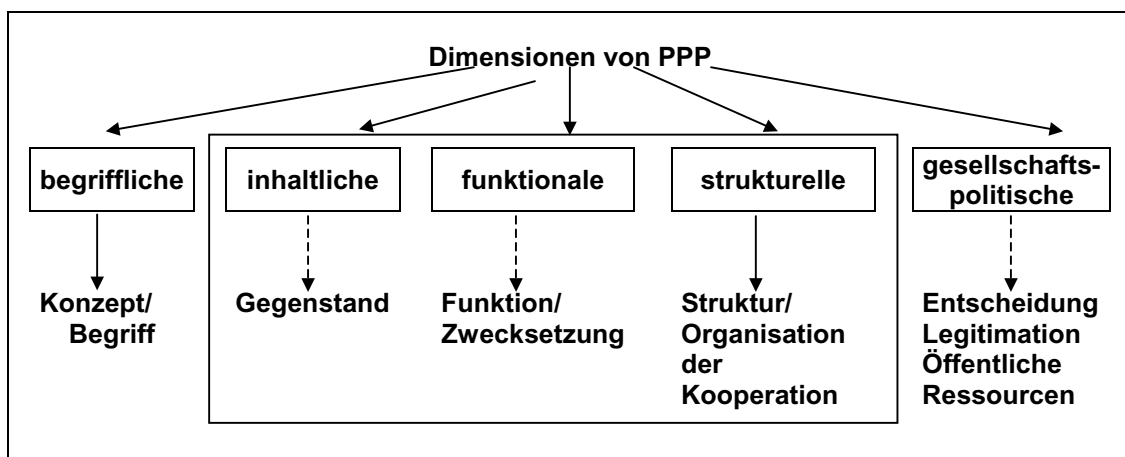 Dimensionen von PPP
begriffliche
inhaltliche
funktionale
strukturelle
gesellschafts-
politische
Konzept/
Begriff
Gegenstand
Funktion/
Zwecksetzung
Struktur/
Organisation
der
Kooperation
Entscheidung
Legitimation
Öffentliche
Ressourcen